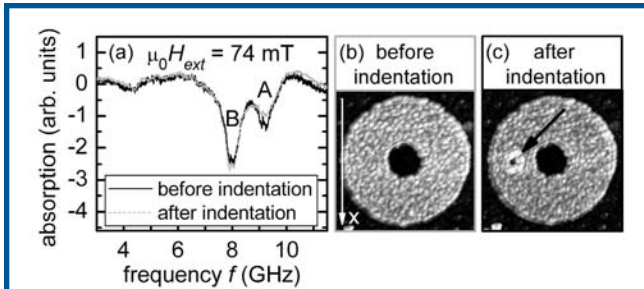 (a) μ0Hext = 74 mT
absorption (arb. units)
1
0
-1
-2
-3
-4
A
B
before indentation
after indentation
4
6
8
10
frequency f (GHz)
(b) before
indentation
x
(c) after
indentation